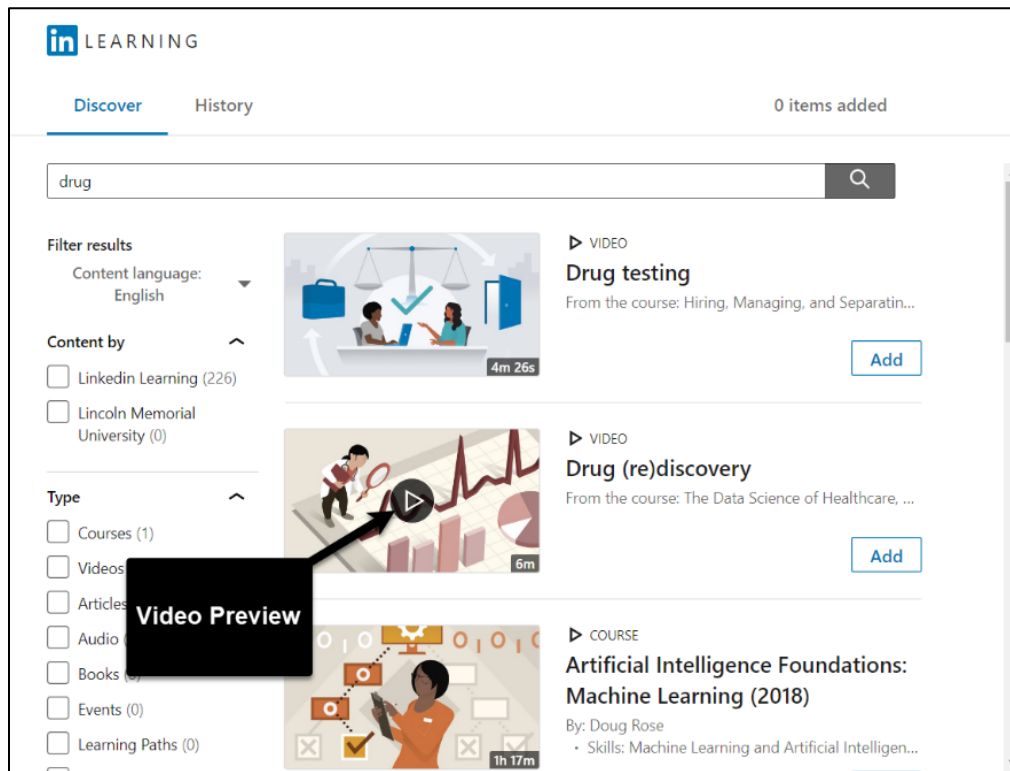 in LEARNING
Discover History 0 items added
drug
Filter results
Content language:
English
Content by
Linkedin Learning (226)
Lincoln Memorial
University (0)
Type
Courses (1)
Videos
Articles
Audio
Books
Events (0)
Learning Paths (0)
4m 26s
VIDEO
Drug testing
From the course: Hiring, Managing, and Separatin...
Add
6m
VIDEO
Drug (re)discovery
From the course: The Data Science of Healthcare, ...
Add
Video Preview
1h 17m
COURSE
Artificial Intelligence Foundations:
Machine Learning (2018)
By: Doug Rose
• Skills: Machine Learning and Artificial Intelligen...